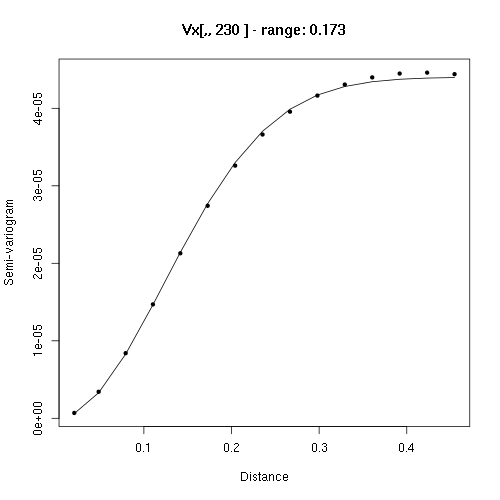 Vx[,, 230 ] - range: 0.173
Semi-variogram
4e-05
3e-05
2e-05
1e-05
0e+00
0.1 0.2 0.3 0.4
Distance